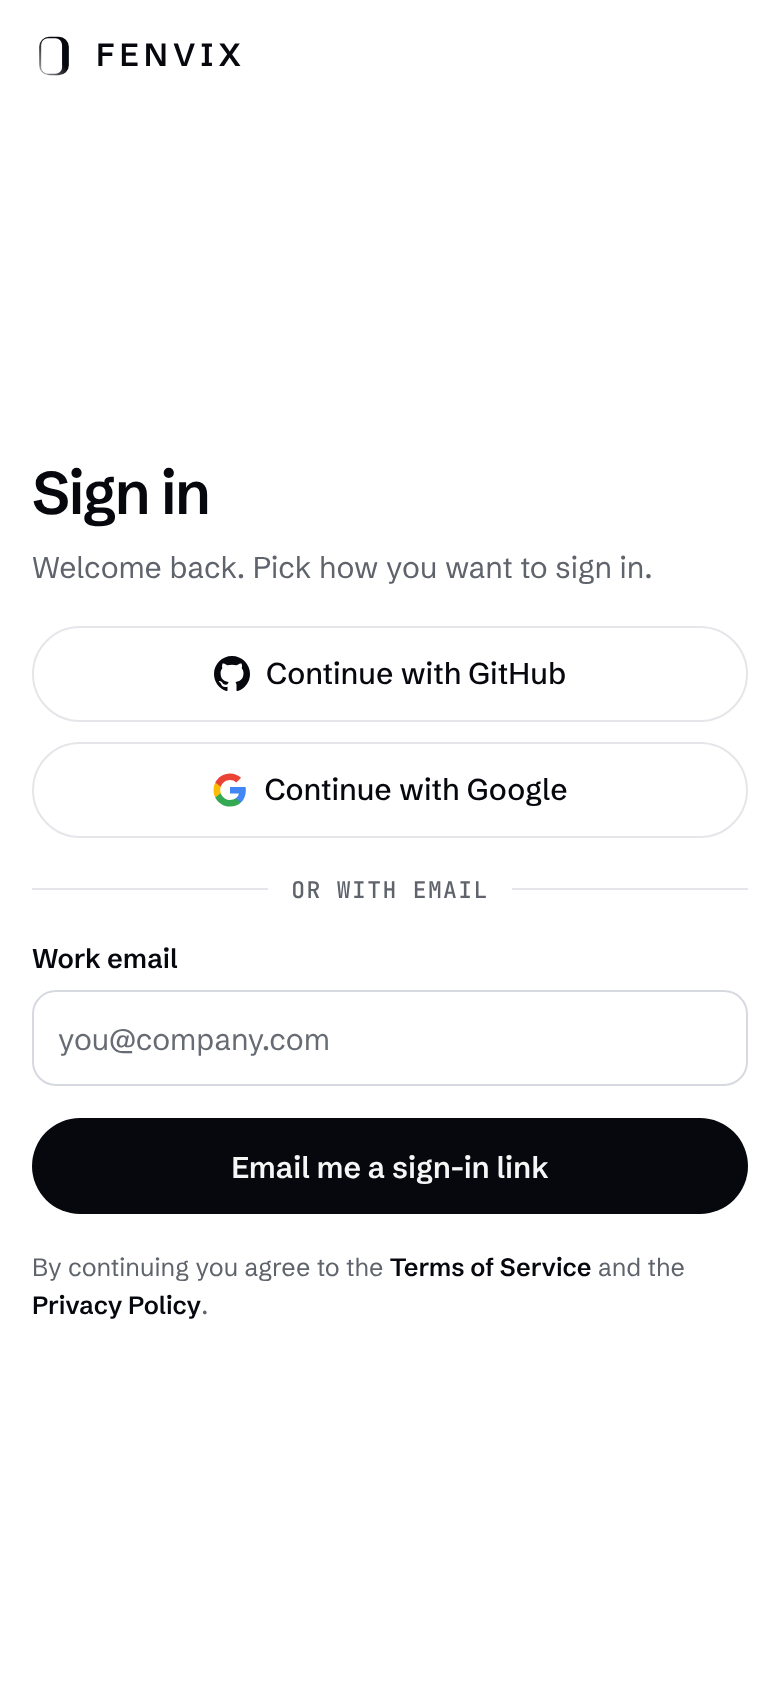 FENVIX
Sign in
Welcome back. Pick how you want to sign in.
Continue with GitHub
Continue with Google
OR WITH EMAIL
Work email
you@company.com
Email me a sign-in link
By continuing you agree to the Terms of Service and the
Privacy Policy.